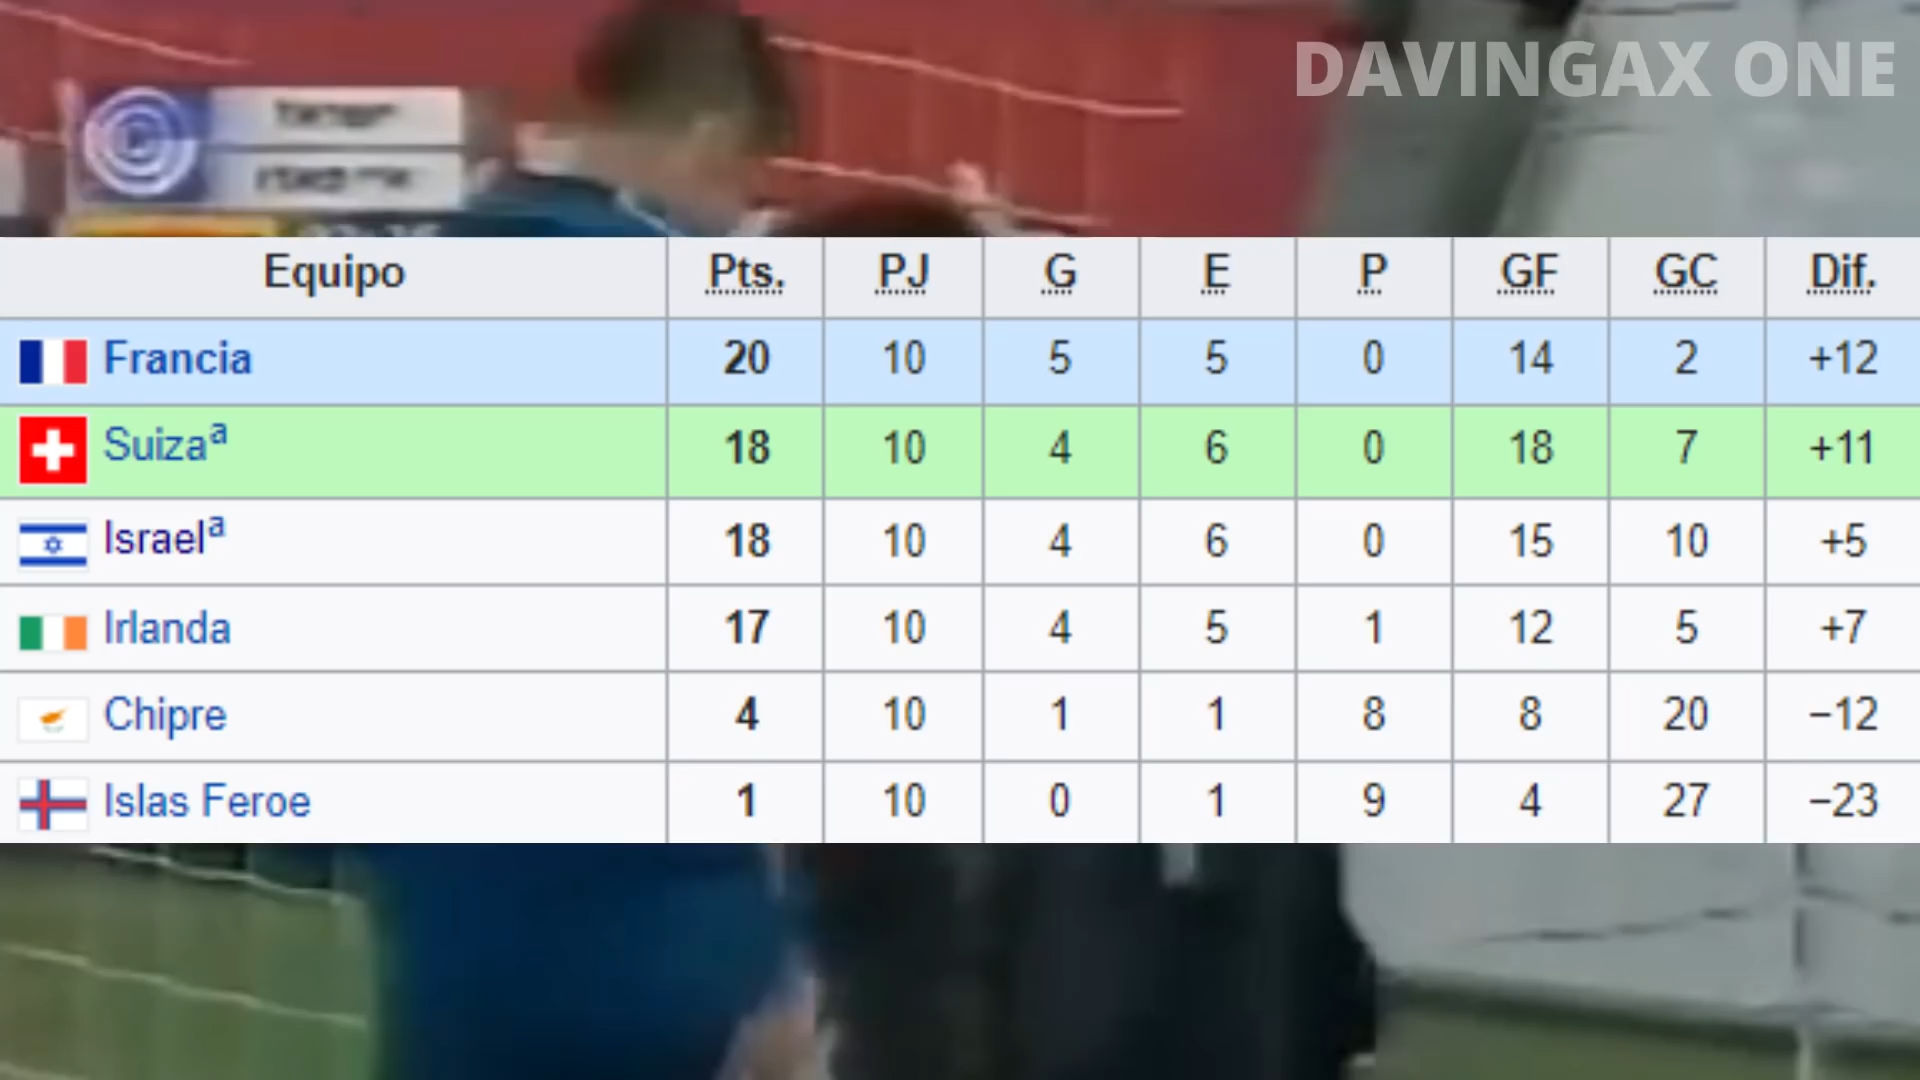 DAVINGAX ONE
ישראל
Equipo Pts. PJ G E P GF GC Dif.
Francia 20 10 5 5 0 14 2 +12
Suizaª 18 10 4 6 0 18 7 +11
Israelª 18 10 4 6 0 15 10 +5
Irlanda 17 10 4 5 1 12 5 +7
Chipre 4 10 1 1 8 8 20 −12
Islas Feroe 1 10 0 1 9 4 27 −23